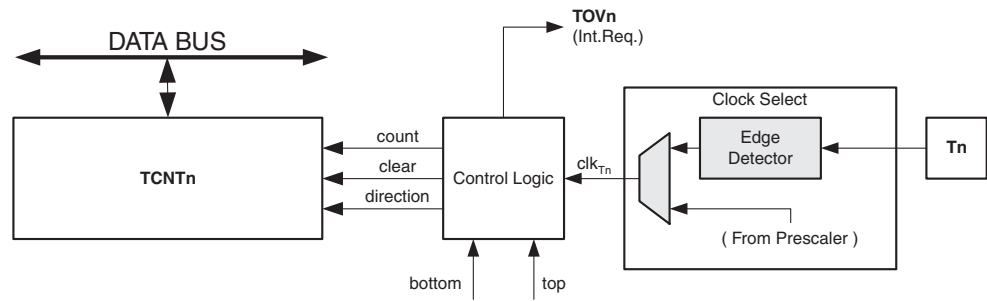 TOVn
(Int.Req.)
DATA BUS
Clock Select
count
Edge
Detector
Tn
TCNTn
clear
Control Logic
clkTn
direction
( From Prescaler )
bottom
top